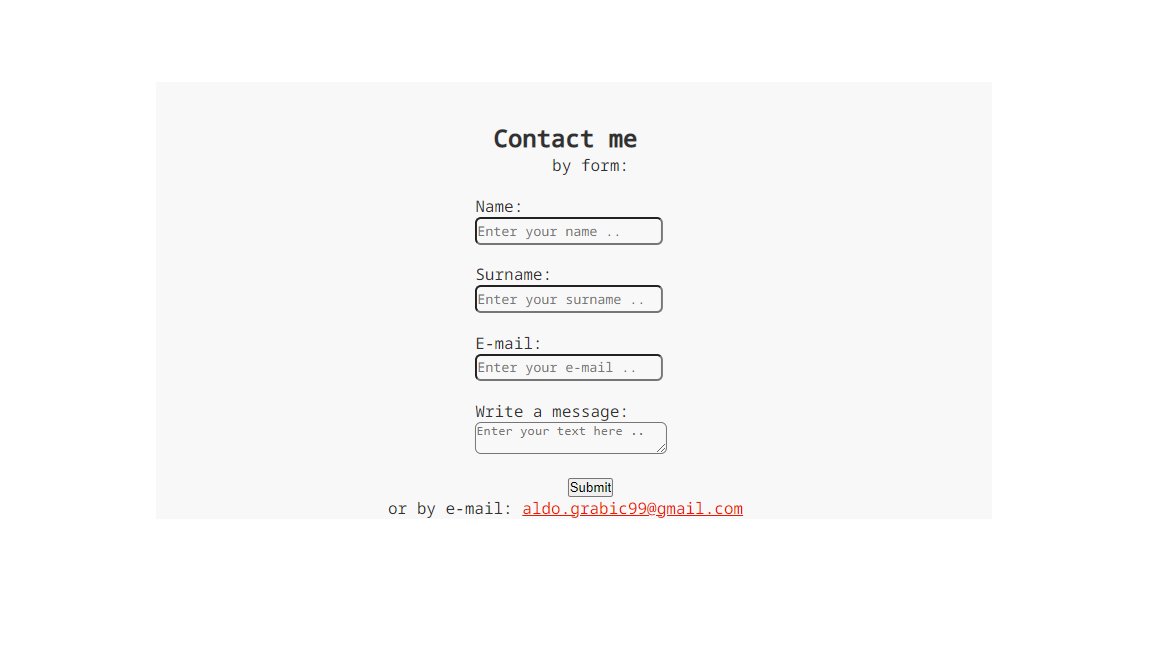 Contact me
by form:
Name:
Enter your name ..
Surname:
Enter your surname ..
E-mail:
Enter your e-mail ..
Write a message:
Enter your text here ..
Submit
or by e-mail: aldo.grabic99@gmail.com